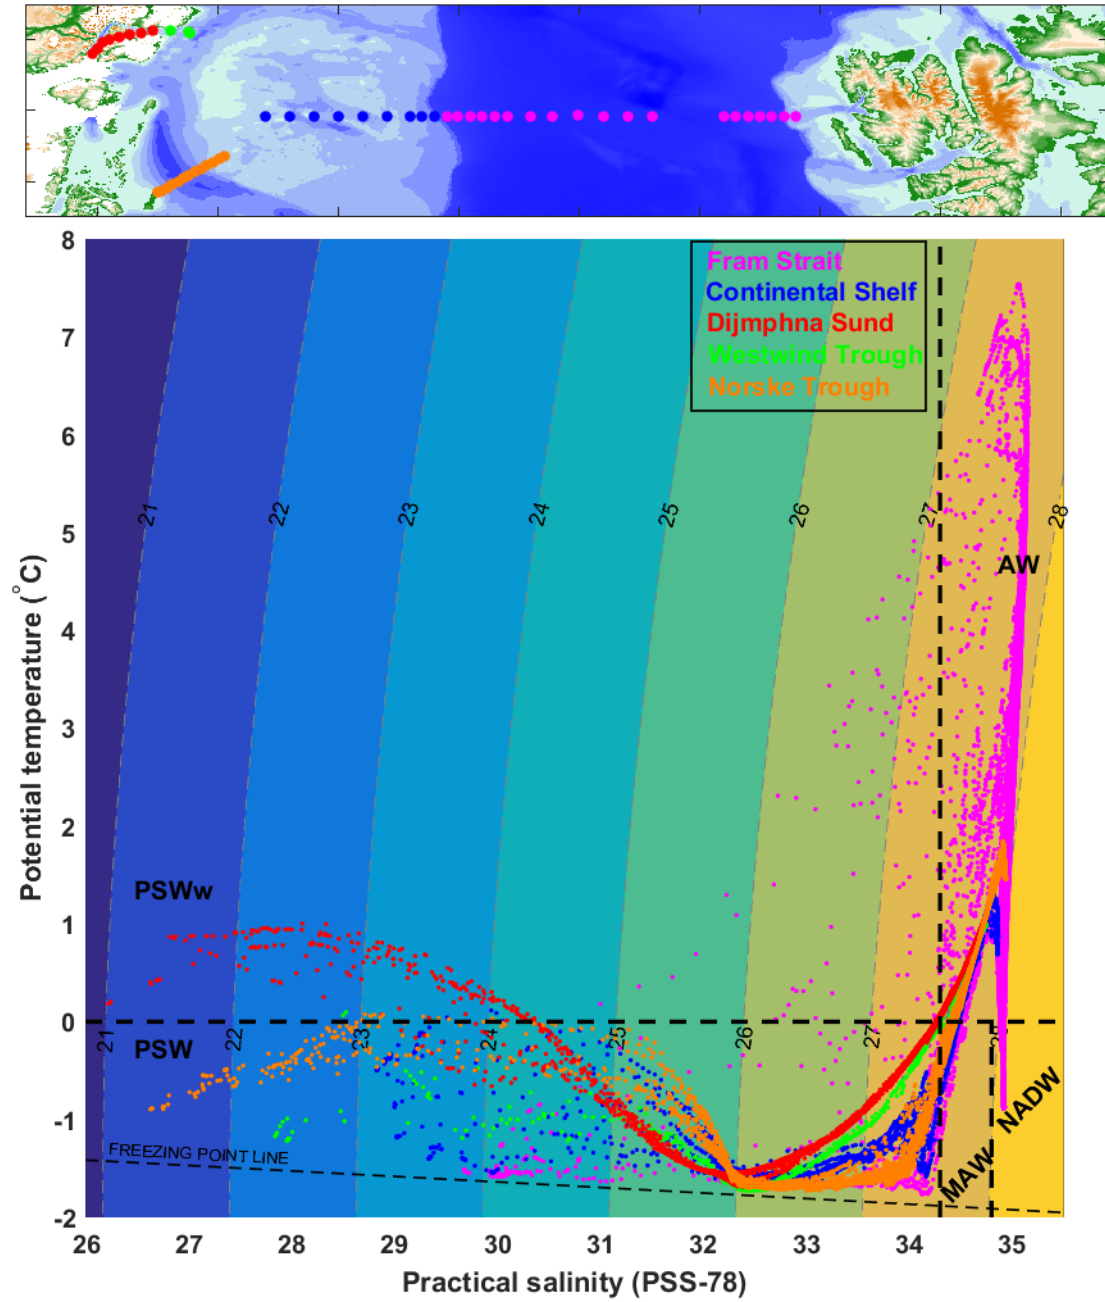 8
7
6
5
4
3
2
1
0
-1
-2
Potential temperature (°C)
Fram Strait
Continental Shelf
Dijmphna Sund
Westwind Trough
Norske Trough
21
22
23
24
25
26
27
28
AW
PSWw
PSW
21
22
23
24
25
26
27
28
FREEZING POINT LINE
MAW
NADW
26
27
28
29
30
31
32
33
34
35
Practical salinity (PSS-78)